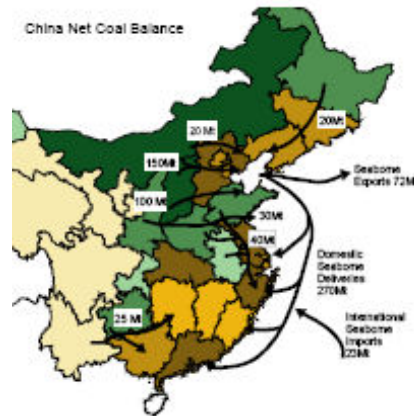 China Net Coal Balance
20 Mt
20Mt
150Mt
100 Mt
30Mt
40Mt
25 Mt
Seaborne
Exports 72Mt
Domestic
Seaborne
Deliveries
270Mt
International
Seaborne
Imports
23Mt